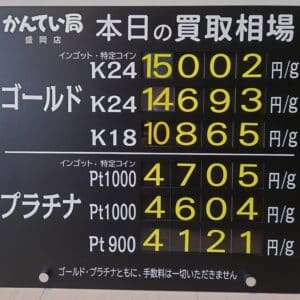 かんてい局 本日の買取相場
盛岡店
インゴット・特定コイン
K24 15002 円/g
ゴールド K24 14693 円/g
K18 10865 円/g
インゴット・特定コイン
Pt1000 4705 円/g
プラチナ Pt1000 4604 円/g
Pt900 4121 円/g
ゴールド・プラチナともに、手数料は一切いただきません